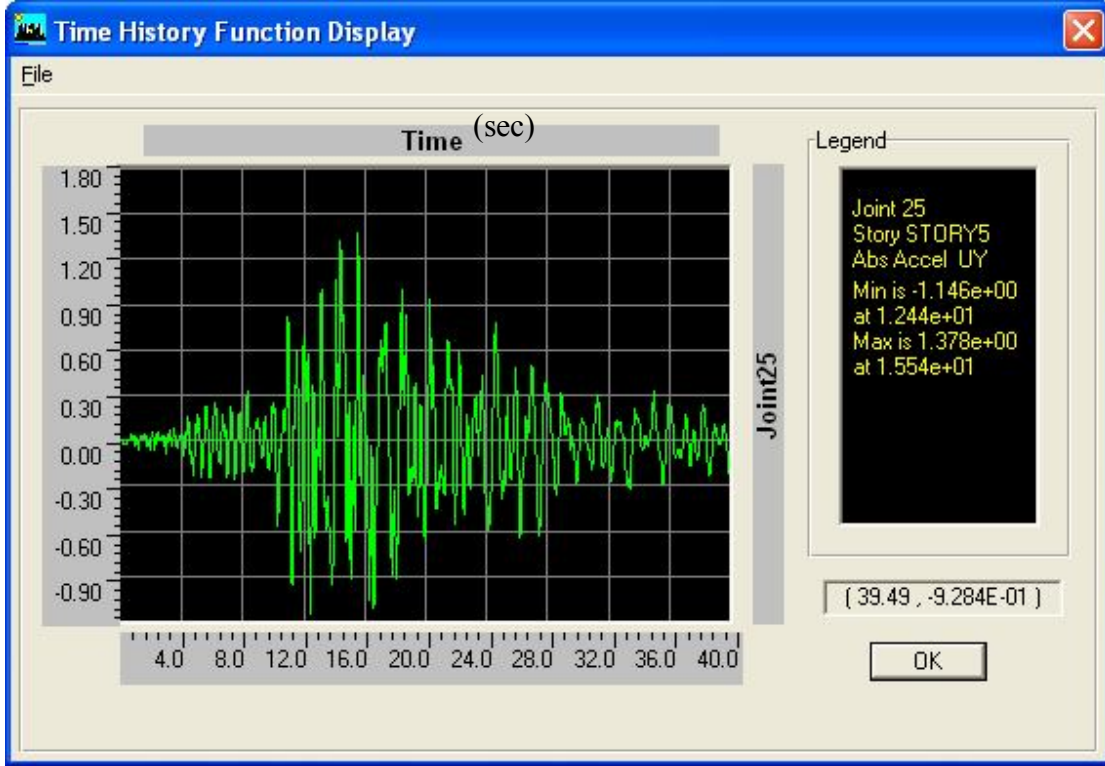 Time History Function Display
File
Time (sec)
1.80
1.50
1.20
0.90
0.60
0.30
0.00
-0.30
-0.60
-0.90
4.0 8.0 12.0 16.0 20.0 24.0 28.0 32.0 36.0 40.0
Joint25
Legend
Joint 25
Story STORY5
Abs Accel UY
Min is -1.146e+00
at 1.244e+01
Max is 1.378e+00
at 1.554e+01
( 39.49 , -9.284E-01 )
OK